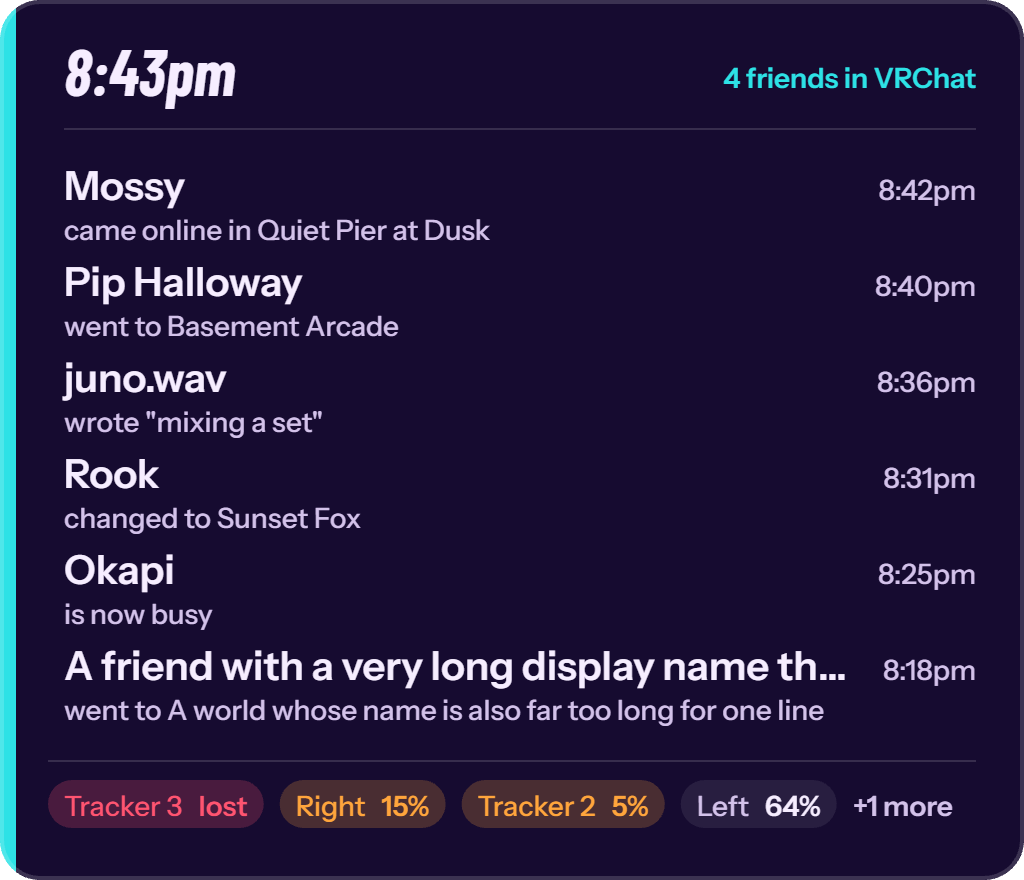 8:43pm
4 friends in VRChat
Mossy
8:42pm
came online in Quiet Pier at Dusk
Pip Halloway
8:40pm
went to Basement Arcade
juno.wav
8:36pm
wrote "mixing a set"
Rook
8:31pm
changed to Sunset Fox
Okapi
8:25pm
is now busy
A friend with a very long display name th...
8:18pm
went to A world whose name is also far too long for one line
Tracker 3 lost
Right 15%
Tracker 2 5%
Left 64%
+1 more